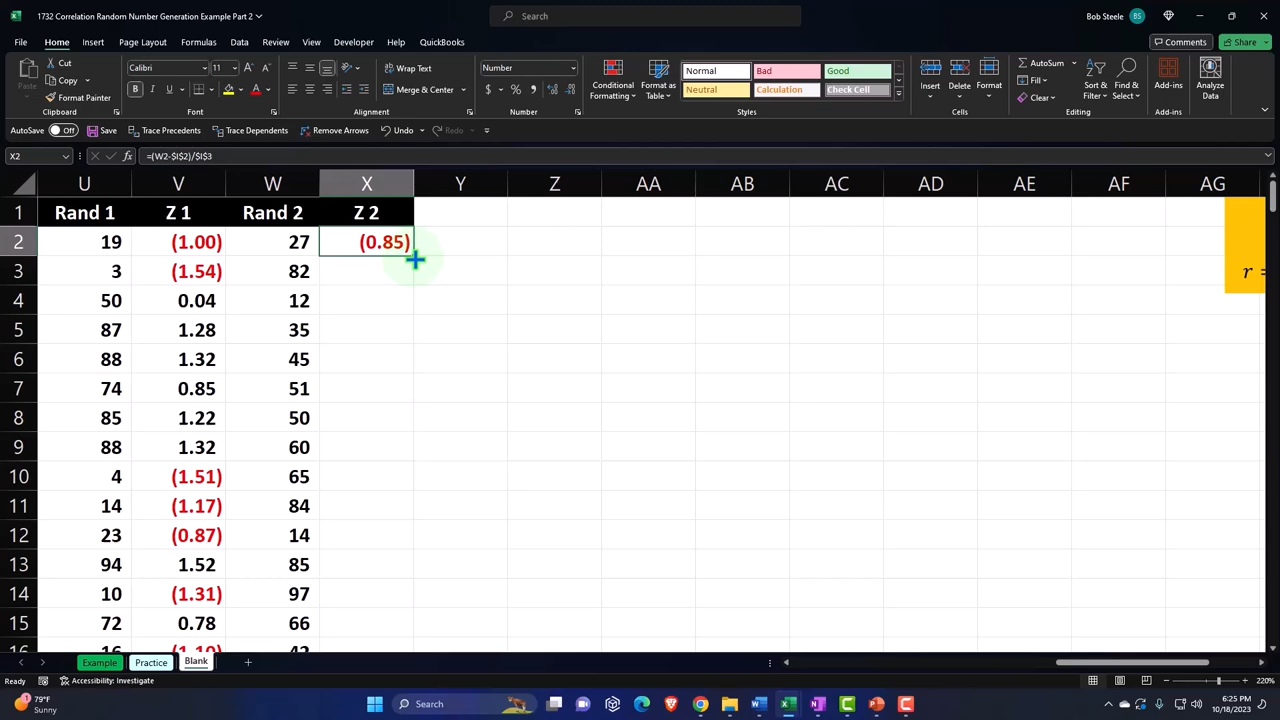 1732 Correlation Random Number Generation Example Part 2
Search
Bob Steele BS
File Home Insert Page Layout Formulas Data Review View Developer Help QuickBooks
Comments Share
Paste
Cut
Copy
Format Painter
Clipboard
Calibri 11
B I U
Font
Wrap Text
Merge & Center
Alignment
Number
$ %
Number
Conditional Formatting
Format as Table
Normal Bad Good
Neutral Calculation Check Cell
Styles
Insert Delete Format
Cells
AutoSum
Fill
Clear
Sort & Filter
Find & Select
Editing
Add-ins
Add-ins
Analyze Data
AutoSave Off Save Trace Precedents Trace Dependents Remove Arrows Undo Redo
X2 fx =(W2-$I$2)/$I$3
U V W X Y Z AA AB AC AD AE AF AG
1 Rand 1 Z 1 Rand 2 Z 2
2 19 (1.00) 27 (0.85)
3 3 (1.54) 82 r =
4 50 0.04 12
5 87 1.28 35
6 88 1.32 45
7 74 0.85 51
8 85 1.22 50
9 88 1.32 60
10 4 (1.51) 65
11 14 (1.17) 84
12 23 (0.87) 14
13 94 1.52 85
14 10 (1.31) 97
15 72 0.78 66
16 16 (1.10) 42
Example Practice Blank
Ready Accessibility: Investigate 220%
1 79°F
Sunny
Search
6:25 PM
10/18/2023